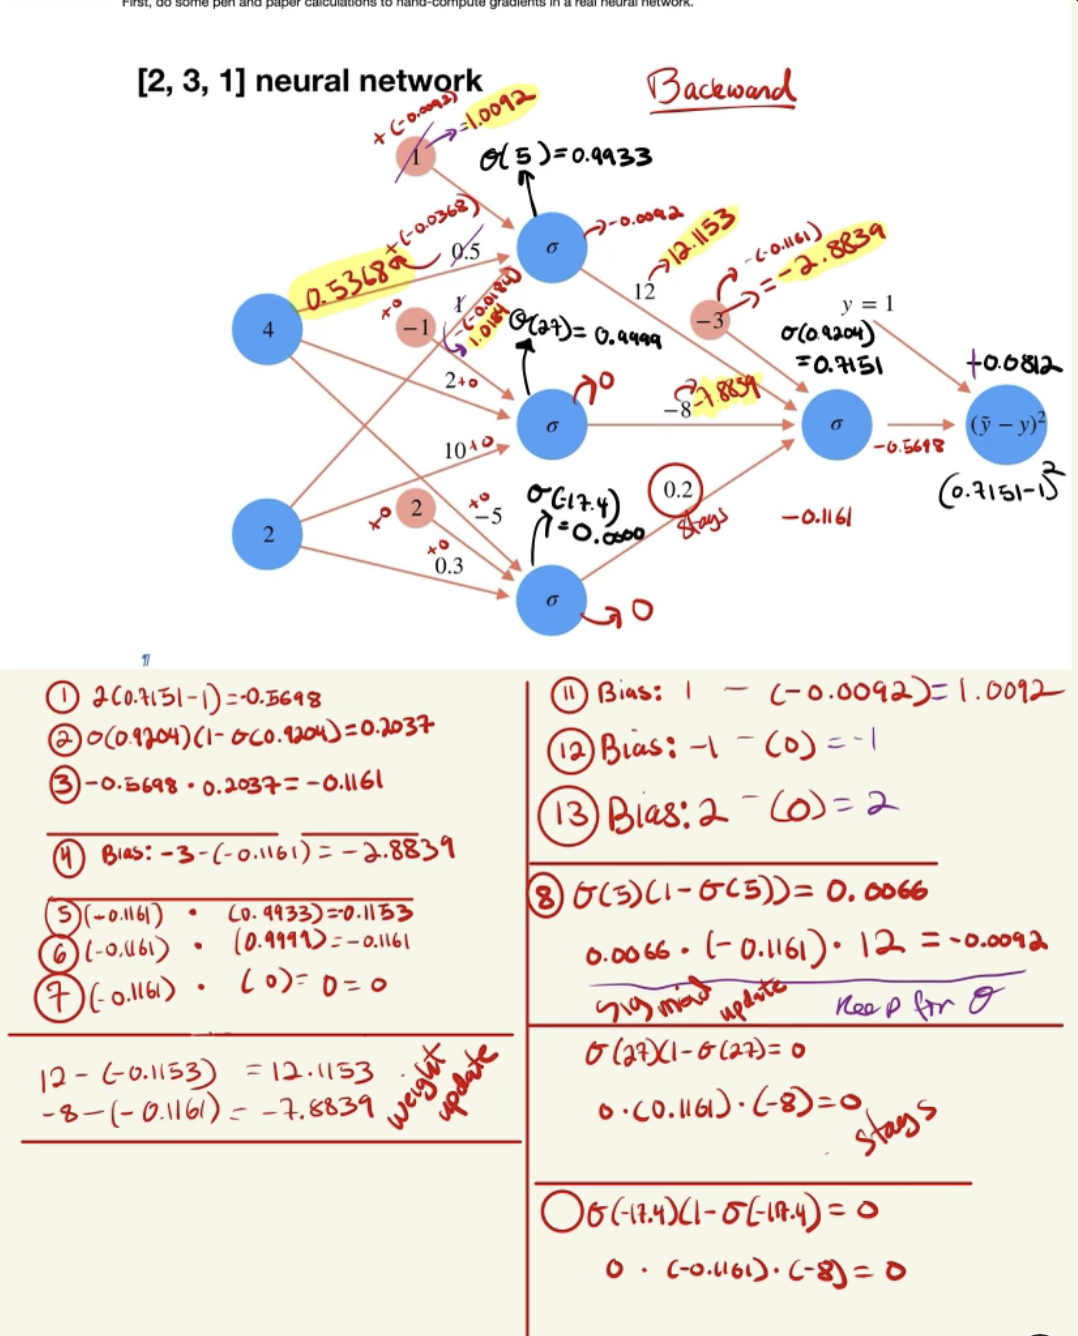 First, do some pen and paper calculations to hand-compute gradients in a real neural network.
[2, 3, 1] neural network
Backward
+ (-0.0092)
=1.0092
1
σ(5)=0.9933
+(-0.0368)
0.5
0.5368
-0.0092
12.1153
12
-(-0.1161)
=-2.8839
-3
y = 1
σ
4
+0
-1
1
-(-0.0184)
1.0184
σ(27)= 0.9999
σ(0.9204)
=0.7151
+0.0812
2+0
0
-8
-7.8839
σ
σ
(ỹ − y)²
-0.5698
10+0
(0.7151-1)²
2
+0
2
+0
-5
σ(-17.4)
=0.0000
0.2
stays
-0.1161
+0
0.3
σ
0
¶
① 2(0.7151-1)=-0.5698
② σ(0.9204)(1-σ(0.9204)=0.2037
③ -0.5698 · 0.2037=-0.1161
④ Bias: -3-(-0.1161) = -2.8839
⑤ (-0.1161) · (0.9933)=-0.1153
⑥ (-0.1161) · (0.9999)=-0.1161
⑦ (-0.1161) · (0)= 0=0
12-(-0.1153) =12.1153
-8-(-0.1161)= -7.8839
weight update
⑪ Bias: 1 - (-0.0092)=1.0092
⑫ Bias: -1 -(0)=-1
⑬ Bias: 2 -(0)=2
⑧ σ(5)(1-σ(5))= 0.0066
0.0066 · (-0.1161) · 12 =-0.0092
sigmoid update Keep for σ
σ(27)(1-σ(27)= 0
0·(0.1161)·(-8)=0
stays
σ(-17.4)(1-σ(-17.4)= 0
0 · (-0.1161)·(-8)= 0